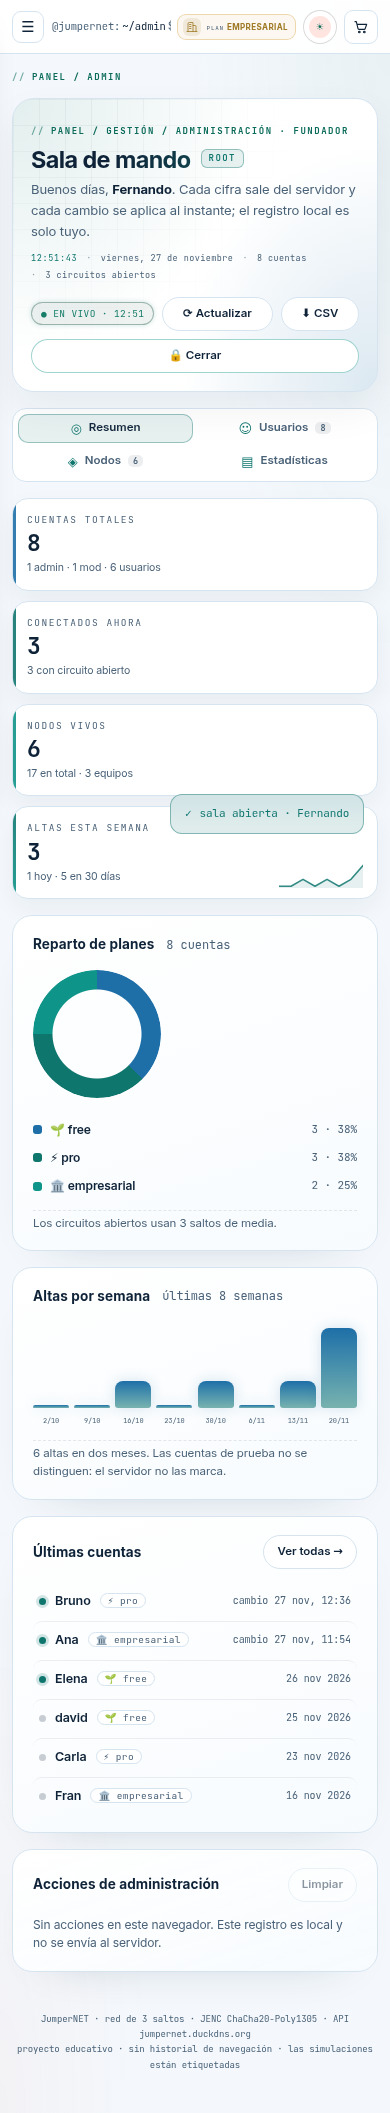 ☰ @jumpernet:~/admin$ PLAN EMPRESARIAL
// PANEL / ADMIN
// PANEL / GESTIÓN / ADMINISTRACIÓN · FUNDADOR
Sala de mando ROOT
Buenos días, Fernando. Cada cifra sale del servidor y
cada cambio se aplica al instante; el registro local es
solo tuyo.
12:51:43 · viernes, 27 de noviembre · 8 cuentas
· 3 circuitos abiertos
● EN VIVO · 12:51 ⟳ Actualizar ⬇ CSV
🔒 Cerrar
◎ Resumen ☺ Usuarios 8
◈ Nodos 6 ▤ Estadísticas
CUENTAS TOTALES
8
1 admin · 1 mod · 6 usuarios
CONECTADOS AHORA
3
3 con circuito abierto
NODOS VIVOS
6
17 en total · 3 equipos
✓ sala abierta · Fernando
ALTAS ESTA SEMANA
3
1 hoy · 5 en 30 días
Reparto de planes 8 cuentas
🌱 free 3 · 38%
⚡ pro 3 · 38%
🏛️ empresarial 2 · 25%
Los circuitos abiertos usan 3 saltos de media.
Altas por semana últimas 8 semanas
2/10 9/10 16/10 23/10 30/10 6/11 13/11 20/11
6 altas en dos meses. Las cuentas de prueba no se
distinguen: el servidor no las marca.
Últimas cuentas Ver todas →
Bruno ⚡ pro cambio 27 nov, 12:36
Ana 🏛️ empresarial cambio 27 nov, 11:54
Elena 🌱 free 26 nov 2026
david 🌱 free 25 nov 2026
Carla ⚡ pro 23 nov 2026
Fran 🏛️ empresarial 16 nov 2026
Acciones de administración Limpiar
Sin acciones en este navegador. Este registro es local y
no se envía al servidor.
JumperNET · red de 3 saltos · JENC ChaCha20-Poly1305 · API
jumpernet.duckdns.org
proyecto educativo · sin historial de navegación · las simulaciones
están etiquetadas